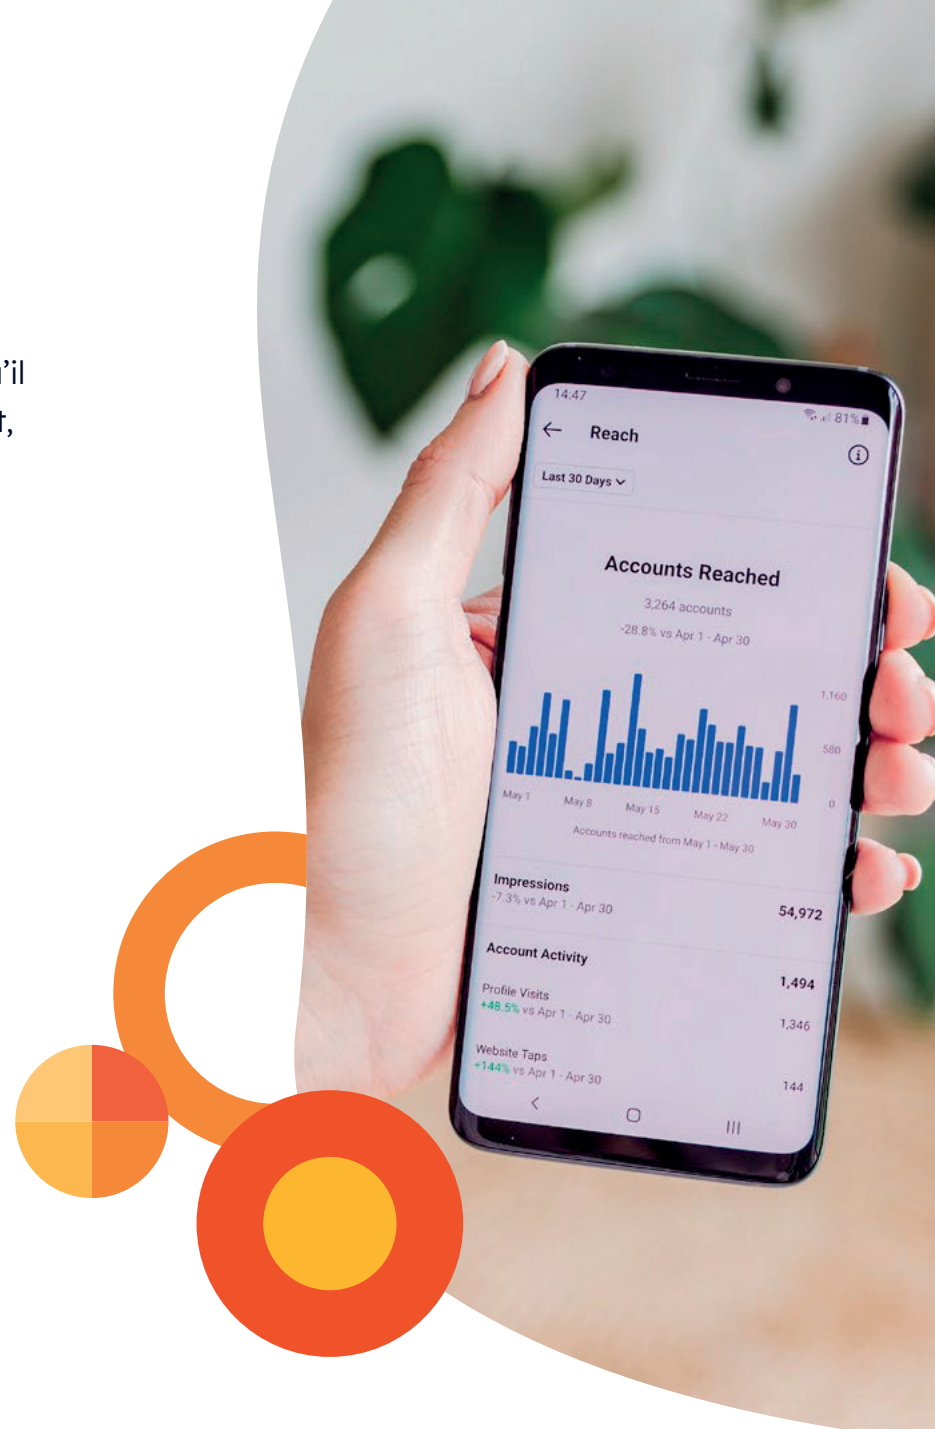 'il
t,
14:47
81%
Reach
Last 30 Days
Accounts Reached
3,264 accounts
-28.8% vs Apr 1 - Apr 30
1,160
580
0
May 1 May 8 May 15 May 22 May 30
Accounts reached from May 1 - May 30
Impressions 54,972
-7.3% vs Apr 1 - Apr 30
Account Activity 1,494
Profile Visits 1,346
+48.5% vs Apr 1 - Apr 30
Website Taps 144
+144% vs Apr 1 - Apr 30